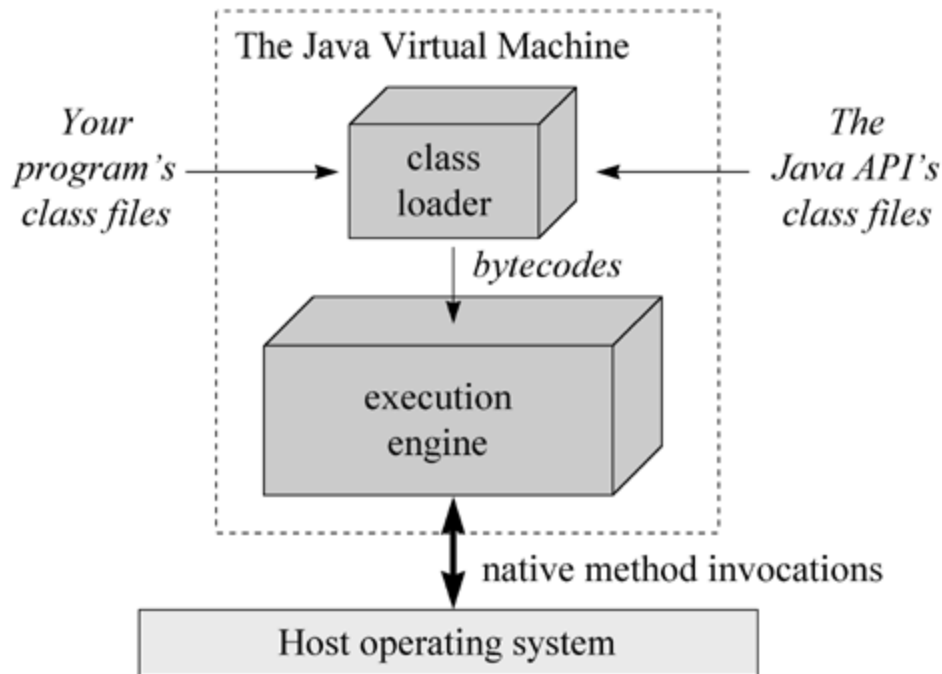 The Java Virtual Machine
Your
program’s
class files
class
loader
The
Java API’s
class files
bytecodes
execution
engine
native method invocations
Host operating system